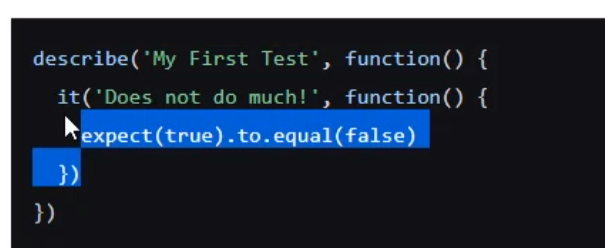 describe('My First Test', function() {
it('Does not do much!', function() {
expect(true).to.equal(false)
})
})